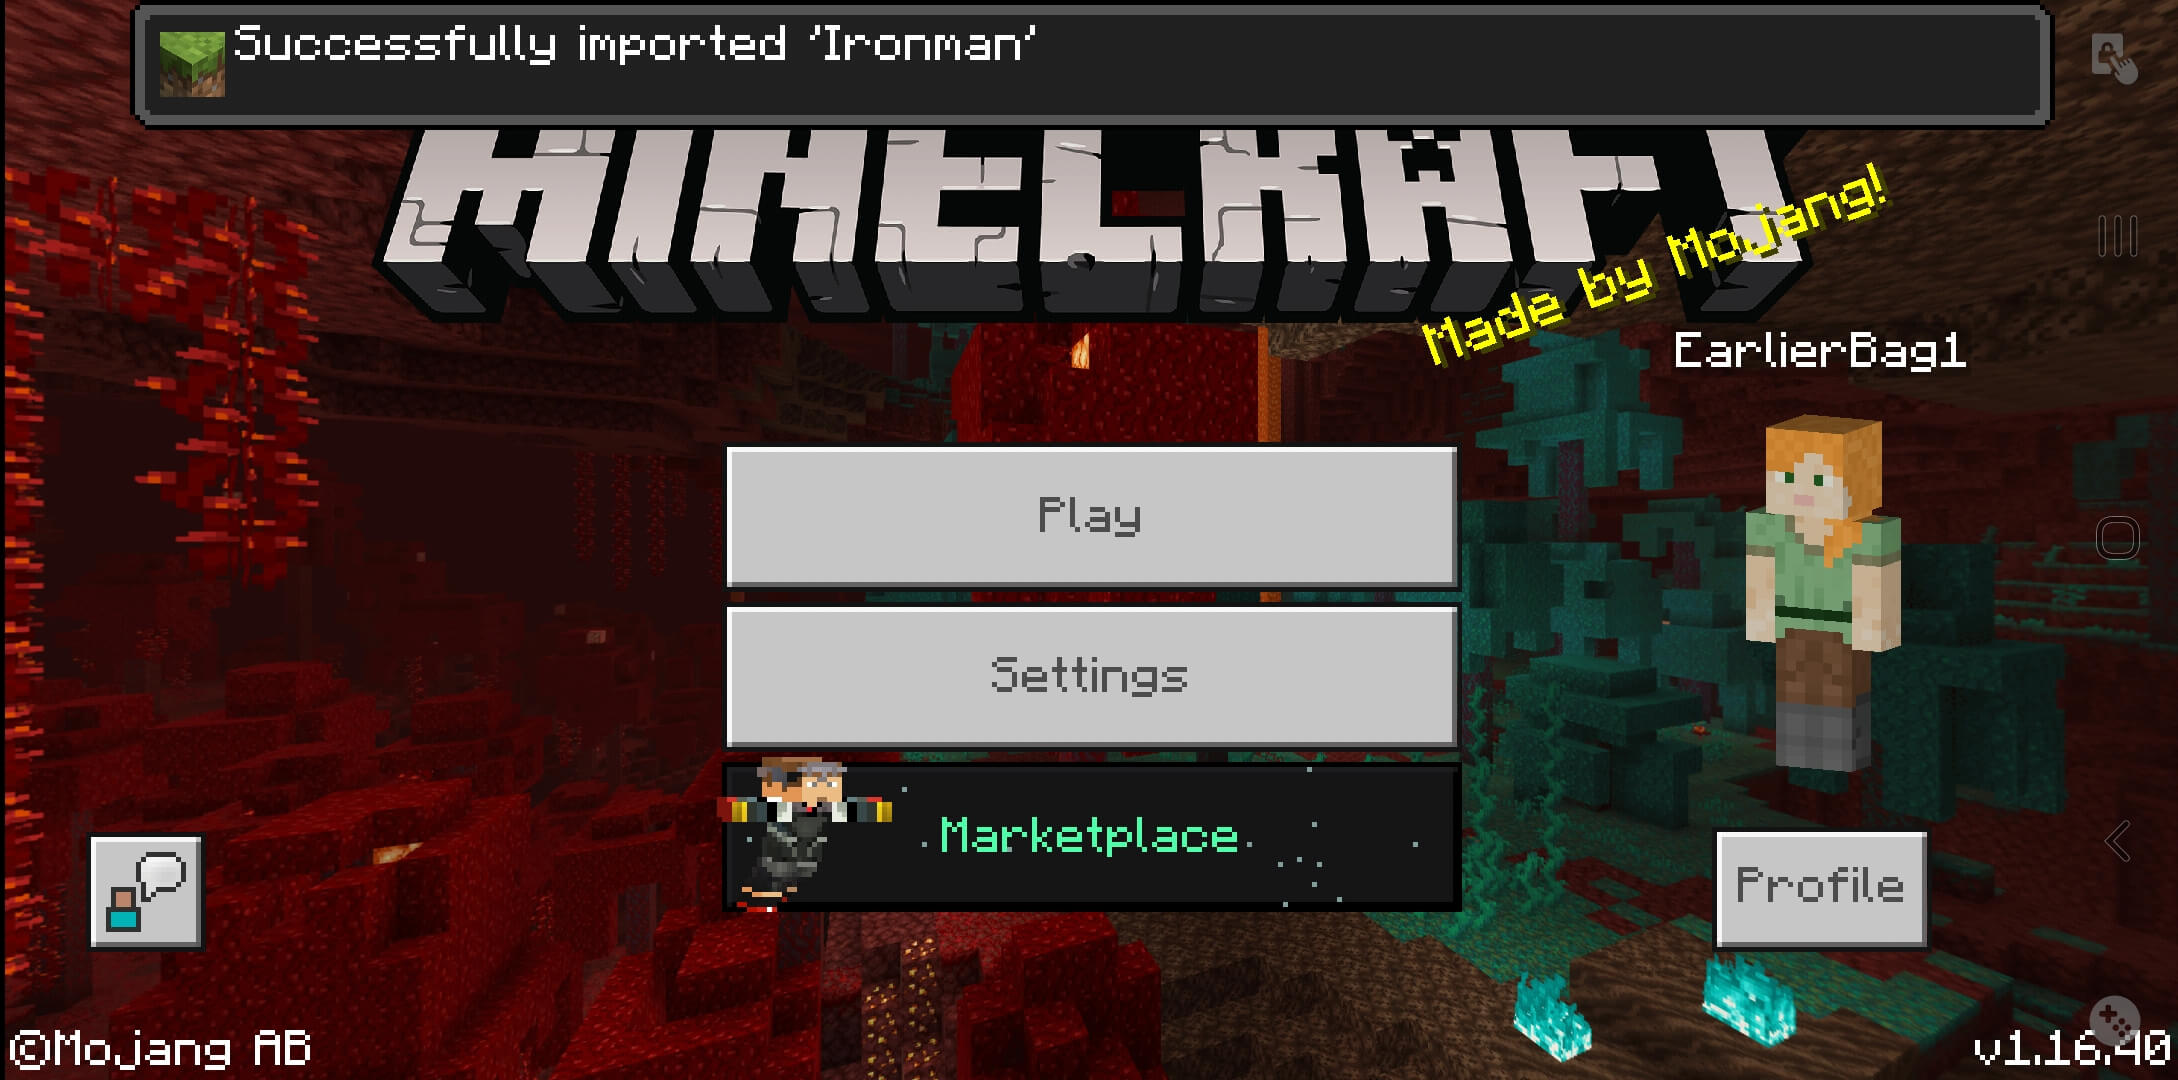 Successfully imported 'Ironman'
MINECRAFT
Made by Mojang!
EarlierBag1
Play
Settings
Marketplace
Profile
©Mojang AB
v1.16.40